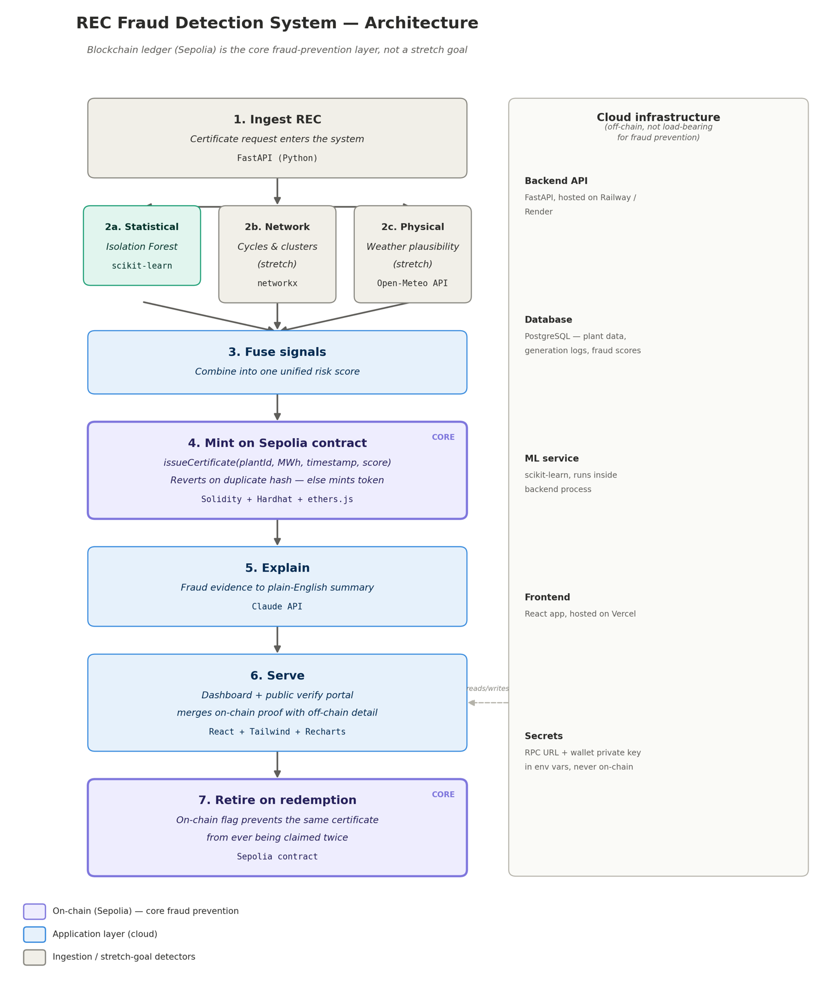 REC Fraud Detection System — Architecture
Blockchain ledger (Sepolia) is the core fraud-prevention layer, not a stretch goal
1. Ingest REC
Certificate request enters the system
FastAPI (Python)
2a. Statistical
Isolation Forest
scikit-learn
2b. Network
Cycles & clusters
(stretch)
networkx
2c. Physical
Weather plausibility
(stretch)
Open-Meteo API
3. Fuse signals
Combine into one unified risk score
CORE
4. Mint on Sepolia contract
issueCertificate(plantId, MWh, timestamp, score)
Reverts on duplicate hash — else mints token
Solidity + Hardhat + ethers.js
5. Explain
Fraud evidence to plain-English summary
Claude API
6. Serve
Dashboard + public verify portal
merges on-chain proof with off-chain detail
React + Tailwind + Recharts
reads/writes
CORE
7. Retire on redemption
On-chain flag prevents the same certificate
from ever being claimed twice
Sepolia contract
Cloud infrastructure
(off-chain, not load-bearing
for fraud prevention)
Backend API
FastAPI, hosted on Railway /
Render
Database
PostgreSQL — plant data,
generation logs, fraud scores
ML service
scikit-learn, runs inside
backend process
Frontend
React app, hosted on Vercel
Secrets
RPC URL + wallet private key
in env vars, never on-chain
On-chain (Sepolia) — core fraud prevention
Application layer (cloud)
Ingestion / stretch-goal detectors